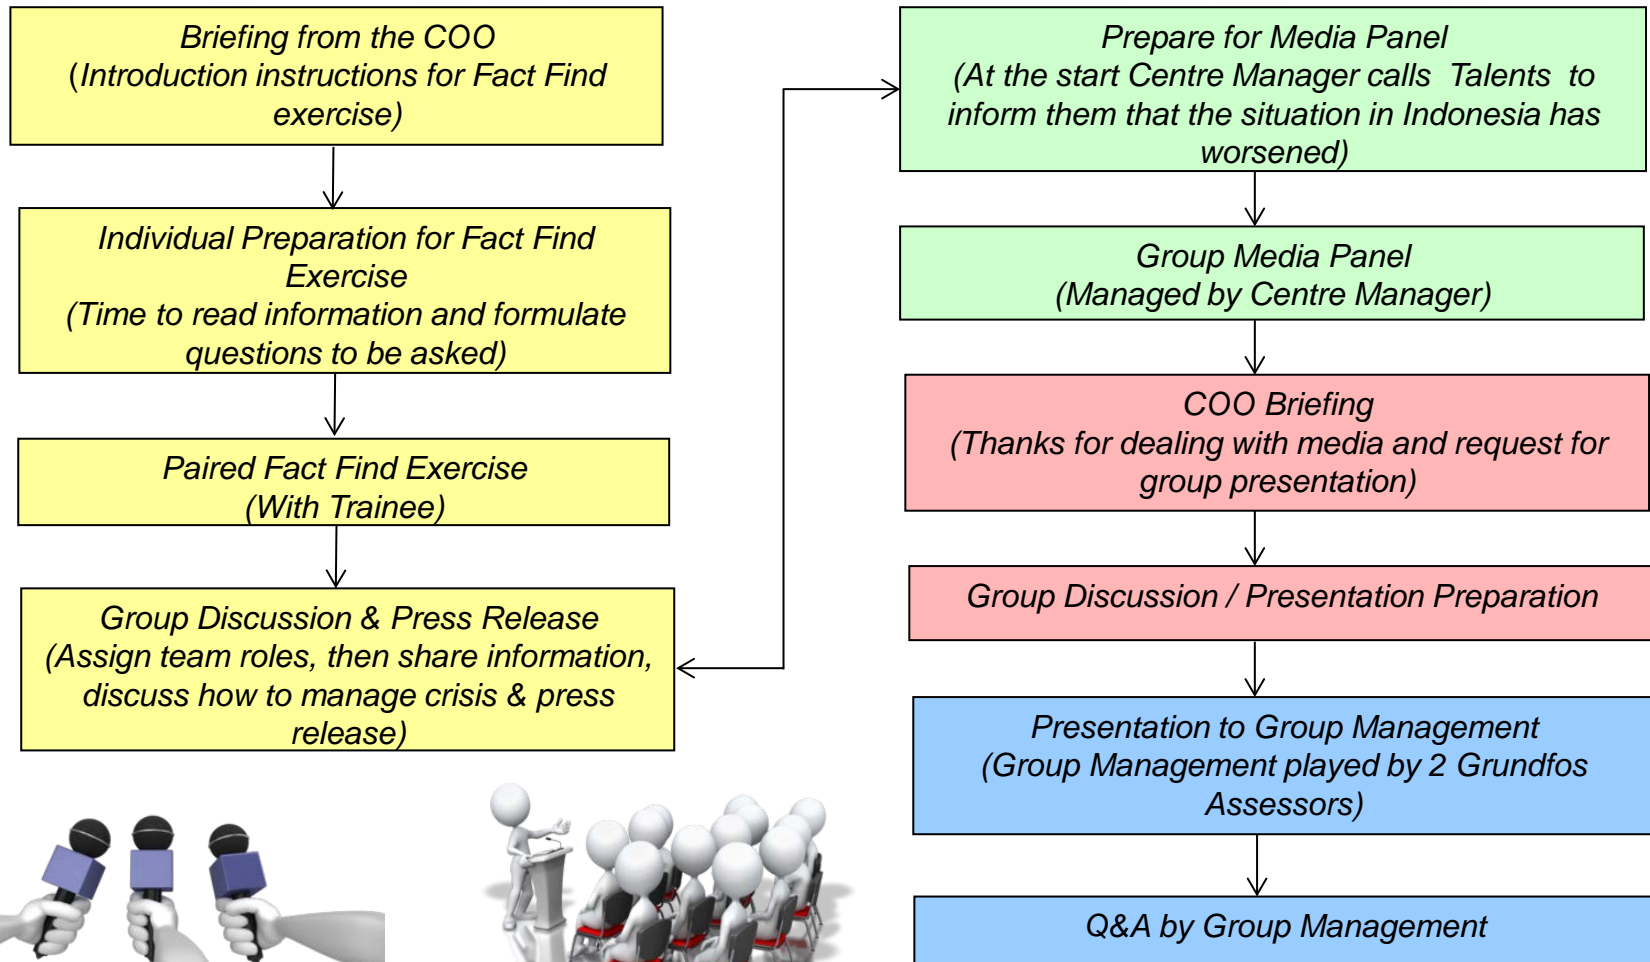 Briefing from the COO
(Introduction instructions for Fact Find
exercise)
Individual Preparation for Fact Find
Exercise
(Time to read information and formulate
questions to be asked)
Paired Fact Find Exercise
(With Trainee)
Group Discussion & Press Release
(Assign team roles, then share information,
discuss how to manage crisis & press
release)
Prepare for Media Panel
(At the start Centre Manager calls Talents to
inform them that the situation in Indonesia has
worsened)
Group Media Panel
(Managed by Centre Manager)
COO Briefing
(Thanks for dealing with media and request for
group presentation)
Group Discussion / Presentation Preparation
Presentation to Group Management
(Group Management played by 2 Grundfos
Assessors)
Q&A by Group Management